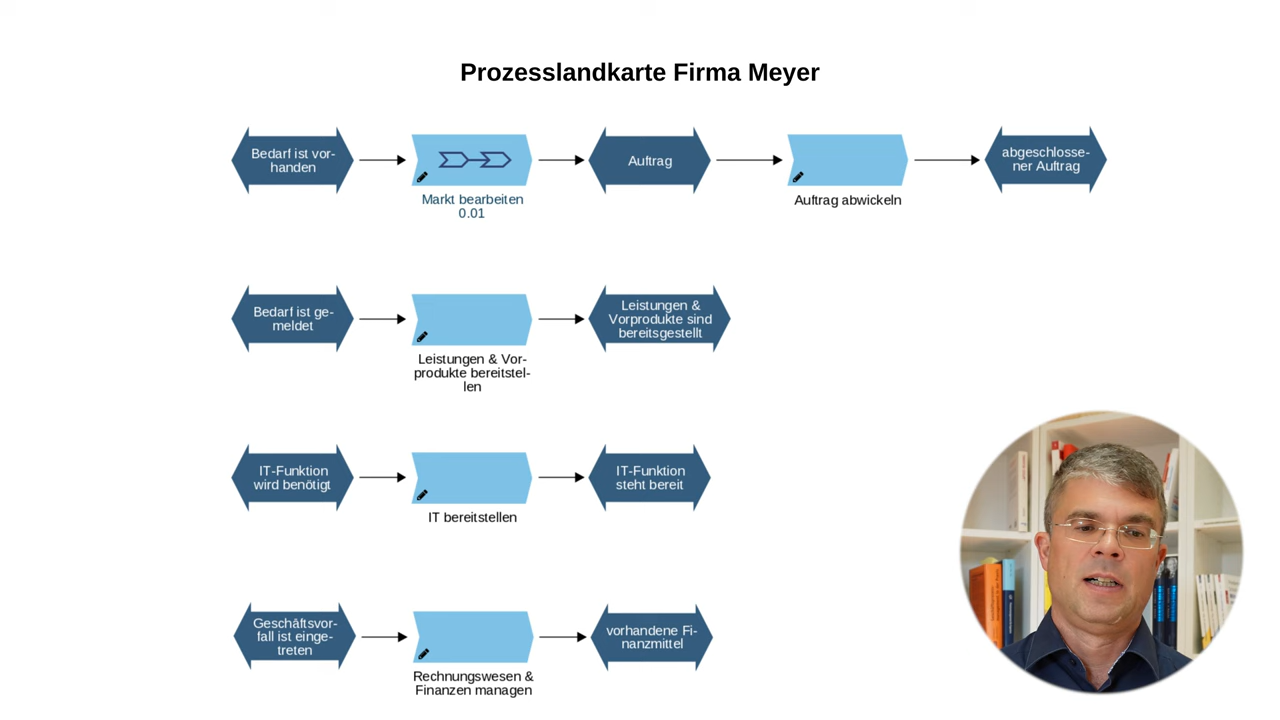 Prozesslandkarte Firma Meyer
Bedarf ist vor-
handen
Markt bearbeiten
0.01
Auftrag
Auftrag abwickeln
abgeschlosse-
ner Auftrag
Bedarf ist ge-
meldet
Leistungen & Vor-
produkte bereitstel-
len
Leistungen &
Vorprodukte sind
bereitsgestellt
IT-Funktion
wird benötigt
IT bereitstellen
IT-Funktion
steht bereit
Geschäftsvor-
fall ist einge-
treten
Rechnungswesen &
Finanzen managen
vorhandene Fi-
nanzmittel